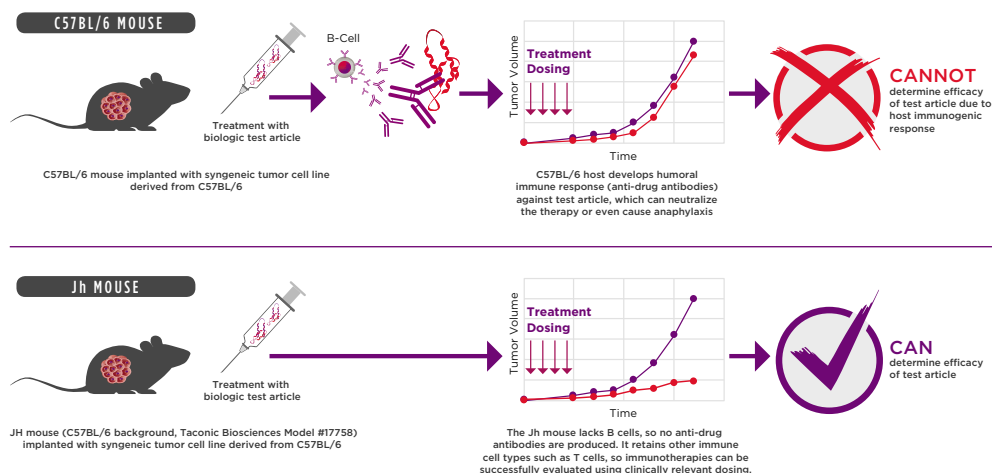 C57BL/6 MOUSE
B-Cell
Treatment with
biologic test article
C57BL/6 mouse implanted with syngeneic tumor cell line
derived from C57BL/6
Tumor Volume
Treatment
Dosing
Time
C57BL/6 host develops humoral
immune response (anti-drug antibodies)
against test article, which can neutralize
the therapy or even cause anaphylaxis
CANNOT
determine efficacy
of test article due to
host immunogenic
response
Jh MOUSE
Treatment with
biologic test article
JH mouse (C57BL/6 background, Taconic Biosciences Model #17758)
implanted with syngeneic tumor cell line derived from C57BL/6
Tumor Volume
Treatment
Dosing
Time
The Jh mouse lacks B cells, so no anti-drug
antibodies are produced. It retains other immune
cell types such as T cells, so immunotherapies can be
successfully evaluated using clinically relevant dosing.
CAN
determine efficacy
of test article